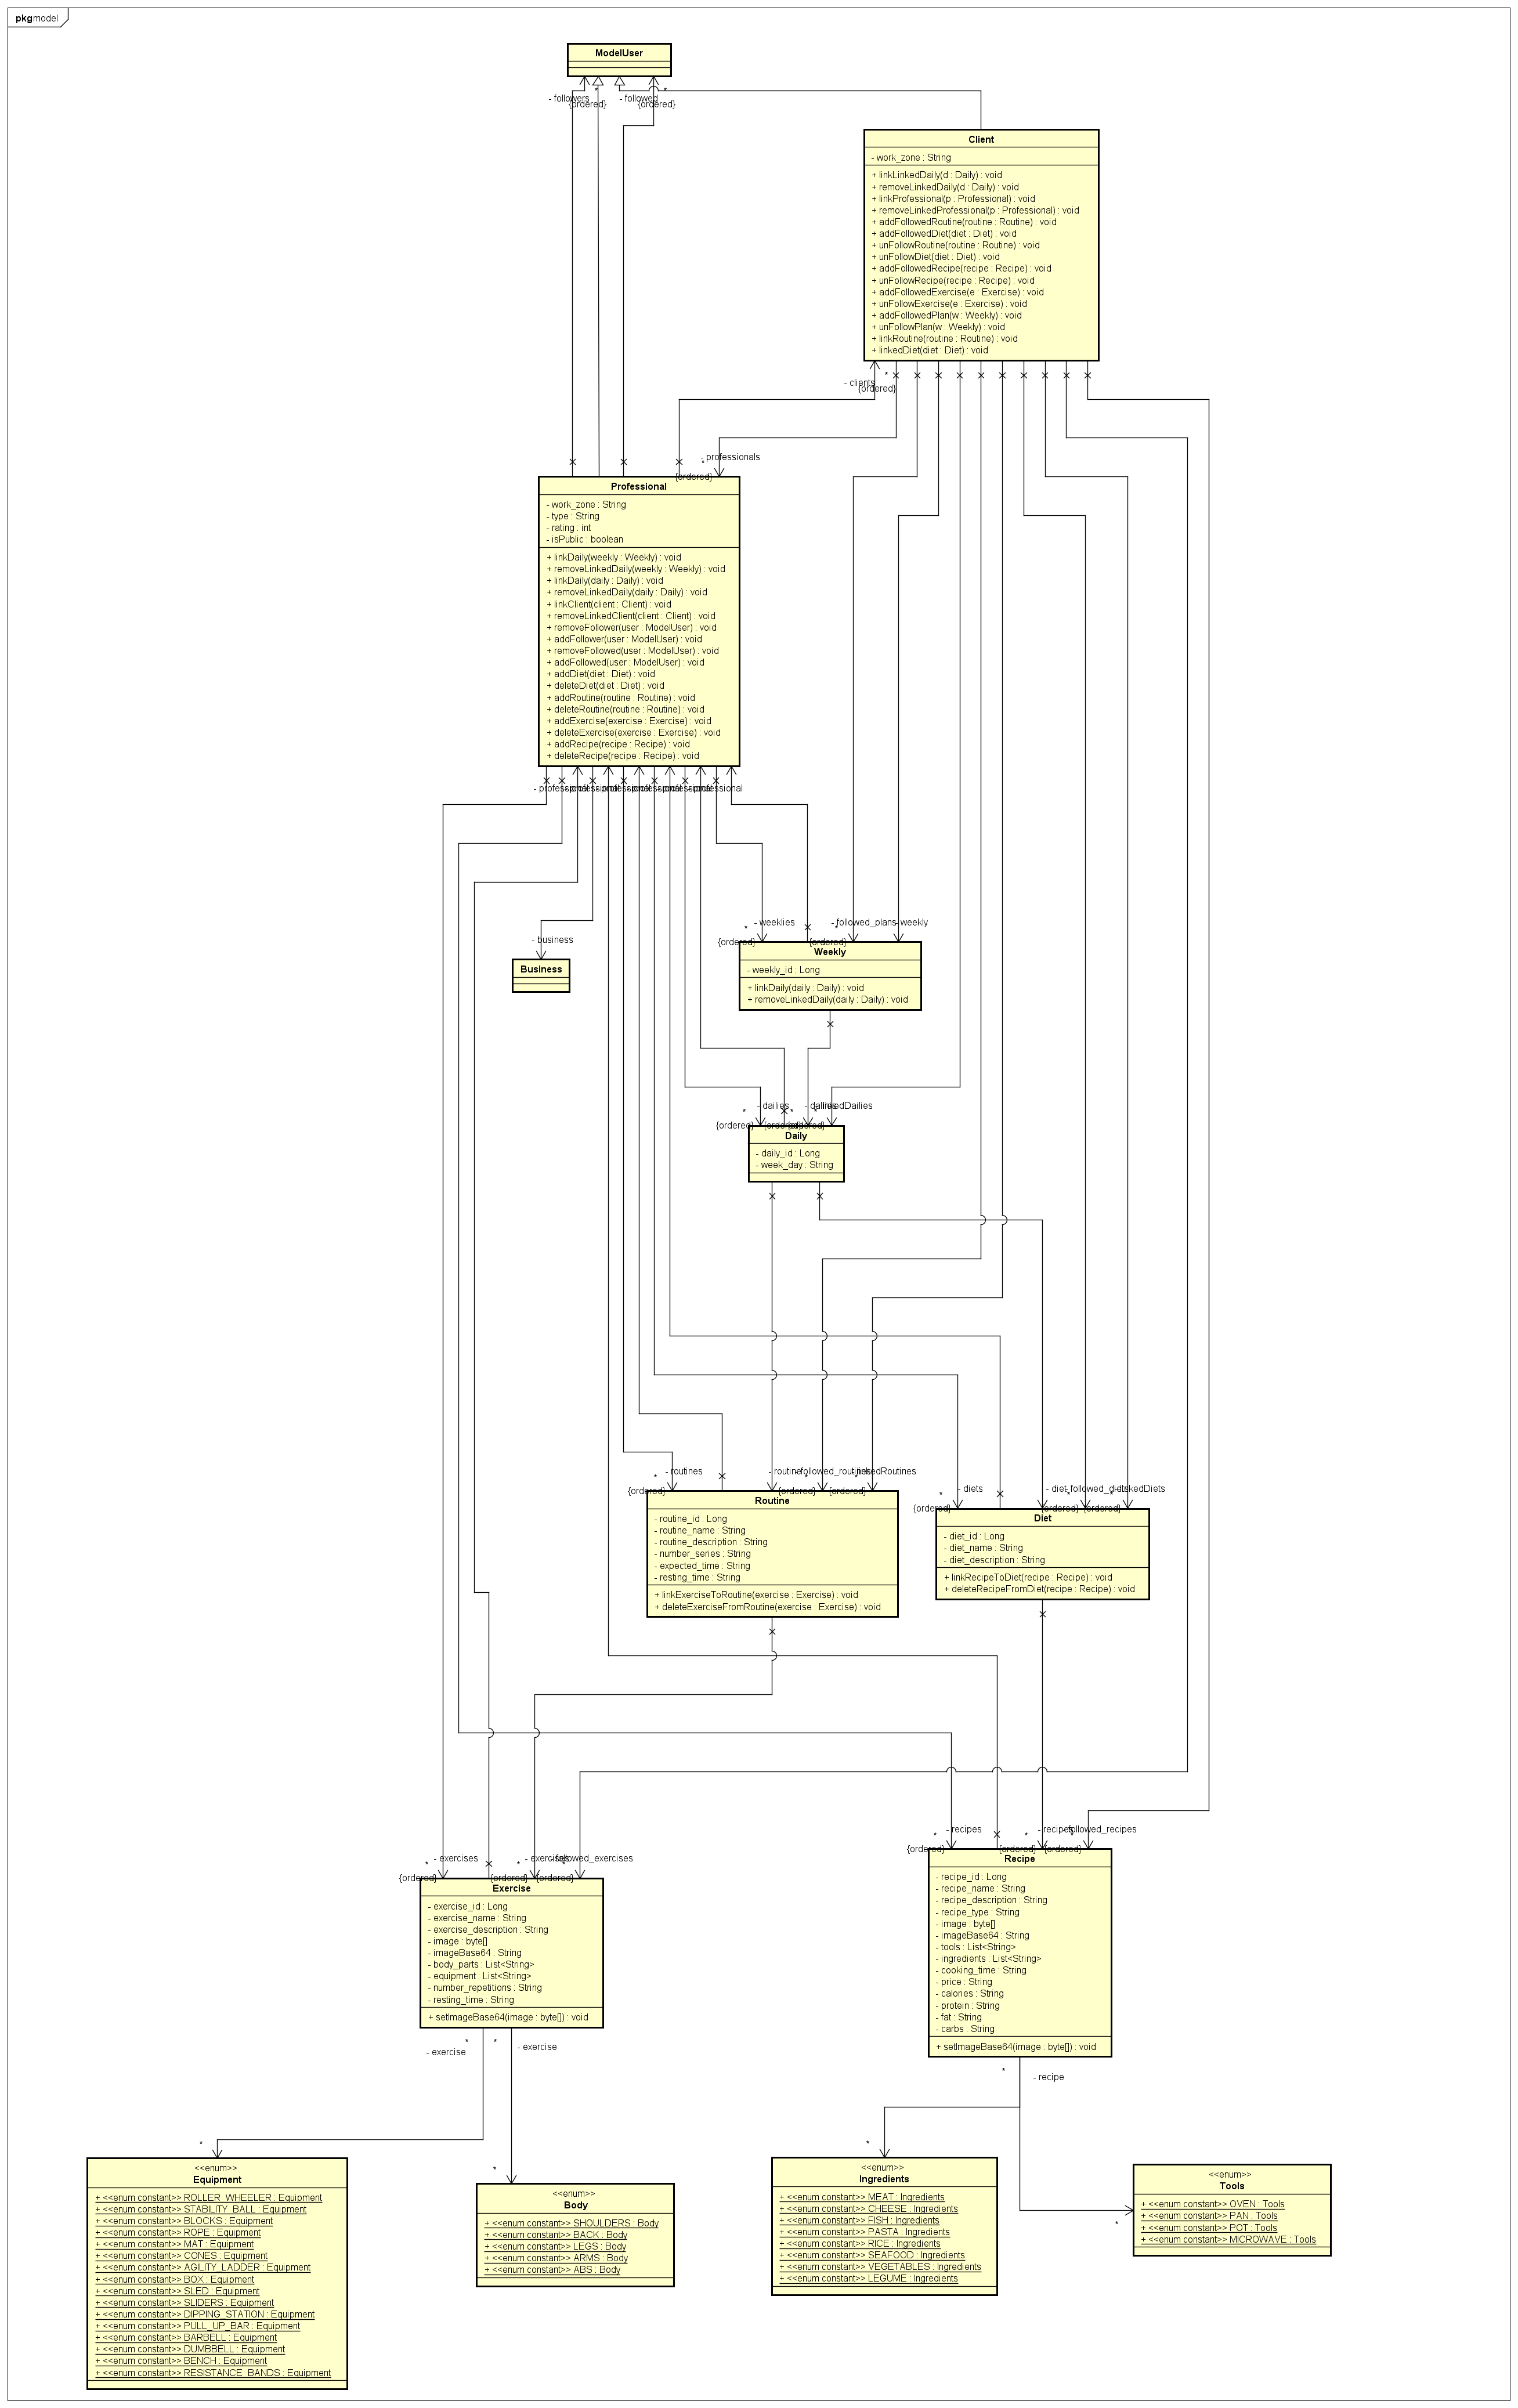 pkg model
ModelUser
- followers
*
{ordered}
- followed
*
{ordered}
Client
- work_zone : String
+ linkLinkedDaily(d : Daily) : void
+ removeLinkedDaily(d : Daily) : void
+ linkProfessional(p : Professional) : void
+ removeLinkedProfessional(p : Professional) : void
+ addFollowedRoutine(routine : Routine) : void
+ addFollowedDiet(diet : Diet) : void
+ unFollowRoutine(routine : Routine) : void
+ unFollowDiet(diet : Diet) : void
+ addFollowedRecipe(recipe : Recipe) : void
+ unFollowRecipe(recipe : Recipe) : void
+ addFollowedExercise(e : Exercise) : void
+ unFollowExercise(e : Exercise) : void
+ addFollowedPlan(w : Weekly) : void
+ unFollowPlan(w : Weekly) : void
+ linkRoutine(routine : Routine) : void
+ linkedDiet(diet : Diet) : void
- clients
*
{ordered}
- professionals
*
{ordered}
Professional
- work_zone : String
- type : String
- rating : int
- isPublic : boolean
+ linkDaily(weekly : Weekly) : void
+ removeLinkedDaily(weekly : Weekly) : void
+ linkDaily(daily : Daily) : void
+ removeLinkedDaily(daily : Daily) : void
+ linkClient(client : Client) : void
+ removeLinkedClient(client : Client) : void
+ removeFollower(user : ModelUser) : void
+ addFollower(user : ModelUser) : void
+ removeFollowed(user : ModelUser) : void
+ addFollowed(user : ModelUser) : void
+ addDiet(diet : Diet) : void
+ deleteDiet(diet : Diet) : void
+ addRoutine(routine : Routine) : void
+ deleteRoutine(routine : Routine) : void
+ addExercise(exercise : Exercise) : void
+ deleteExercise(exercise : Exercise) : void
+ addRecipe(recipe : Recipe) : void
+ deleteRecipe(recipe : Recipe) : void
- professional
- business
Business
- weeklies
*
{ordered}
- followed_plans
*
{ordered}
- weekly
Weekly
- weekly_id : Long
+ linkDaily(daily : Daily) : void
+ removeLinkedDaily(daily : Daily) : void
- dailies
*
{ordered}
- dailies
*
{ordered}
- linkedDailies
*
{ordered}
Daily
- daily_id : Long
- week_day : String
- routines
*
{ordered}
- routine
- followed_routines
*
{ordered}
- linkedRoutines
*
{ordered}
Routine
- routine_id : Long
- routine_name : String
- routine_description : String
- number_series : String
- expected_time : String
- resting_time : String
+ linkExerciseToRoutine(exercise : Exercise) : void
+ deleteExerciseFromRoutine(exercise : Exercise) : void
- diets
*
{ordered}
- diet
- followed_diets
*
{ordered}
- linkedDiets
*
{ordered}
Diet
- diet_id : Long
- diet_name : String
- diet_description : String
+ linkRecipeToDiet(recipe : Recipe) : void
+ deleteRecipeFromDiet(recipe : Recipe) : void
- exercises
*
{ordered}
- exercises
*
{ordered}
- followed_exercises
*
{ordered}
Exercise
- exercise_id : Long
- exercise_name : String
- exercise_description : String
- image : byte[]
- imageBase64 : String
- body_parts : List<String>
- equipment : List<String>
- number_repetitions : String
- resting_time : String
+ setImageBase64(image : byte[]) : void
- recipes
*
{ordered}
- recipes
*
{ordered}
- followed_recipes
*
{ordered}
Recipe
- recipe_id : Long
- recipe_name : String
- recipe_description : String
- recipe_type : String
- image : byte[]
- imageBase64 : String
- tools : List<String>
- ingredients : List<String>
- cooking_time : String
- price : String
- calories : String
- protein : String
- fat : String
- carbs : String
+ setImageBase64(image : byte[]) : void
*
- exercise
*
- exercise
*
- recipe
*
<<enum>>
Equipment
+ <<enum constant>> ROLLER_WHEELER : Equipment
+ <<enum constant>> STABILITY_BALL : Equipment
+ <<enum constant>> BLOCKS : Equipment
+ <<enum constant>> ROPE : Equipment
+ <<enum constant>> MAT : Equipment
+ <<enum constant>> CONES : Equipment
+ <<enum constant>> AGILITY_LADDER : Equipment
+ <<enum constant>> BOX : Equipment
+ <<enum constant>> SLED : Equipment
+ <<enum constant>> SLIDERS : Equipment
+ <<enum constant>> DIPPING_STATION : Equipment
+ <<enum constant>> PULL_UP_BAR : Equipment
+ <<enum constant>> BARBELL : Equipment
+ <<enum constant>> DUMBBELL : Equipment
+ <<enum constant>> BENCH : Equipment
+ <<enum constant>> RESISTANCE_BANDS : Equipment
*
<<enum>>
Body
+ <<enum constant>> SHOULDERS : Body
+ <<enum constant>> BACK : Body
+ <<enum constant>> LEGS : Body
+ <<enum constant>> ARMS : Body
+ <<enum constant>> ABS : Body
*
<<enum>>
Ingredients
+ <<enum constant>> MEAT : Ingredients
+ <<enum constant>> CHEESE : Ingredients
+ <<enum constant>> FISH : Ingredients
+ <<enum constant>> PASTA : Ingredients
+ <<enum constant>> RICE : Ingredients
+ <<enum constant>> SEAFOOD : Ingredients
+ <<enum constant>> VEGETABLES : Ingredients
+ <<enum constant>> LEGUME : Ingredients
*
<<enum>>
Tools
+ <<enum constant>> OVEN : Tools
+ <<enum constant>> PAN : Tools
+ <<enum constant>> POT : Tools
+ <<enum constant>> MICROWAVE : Tools